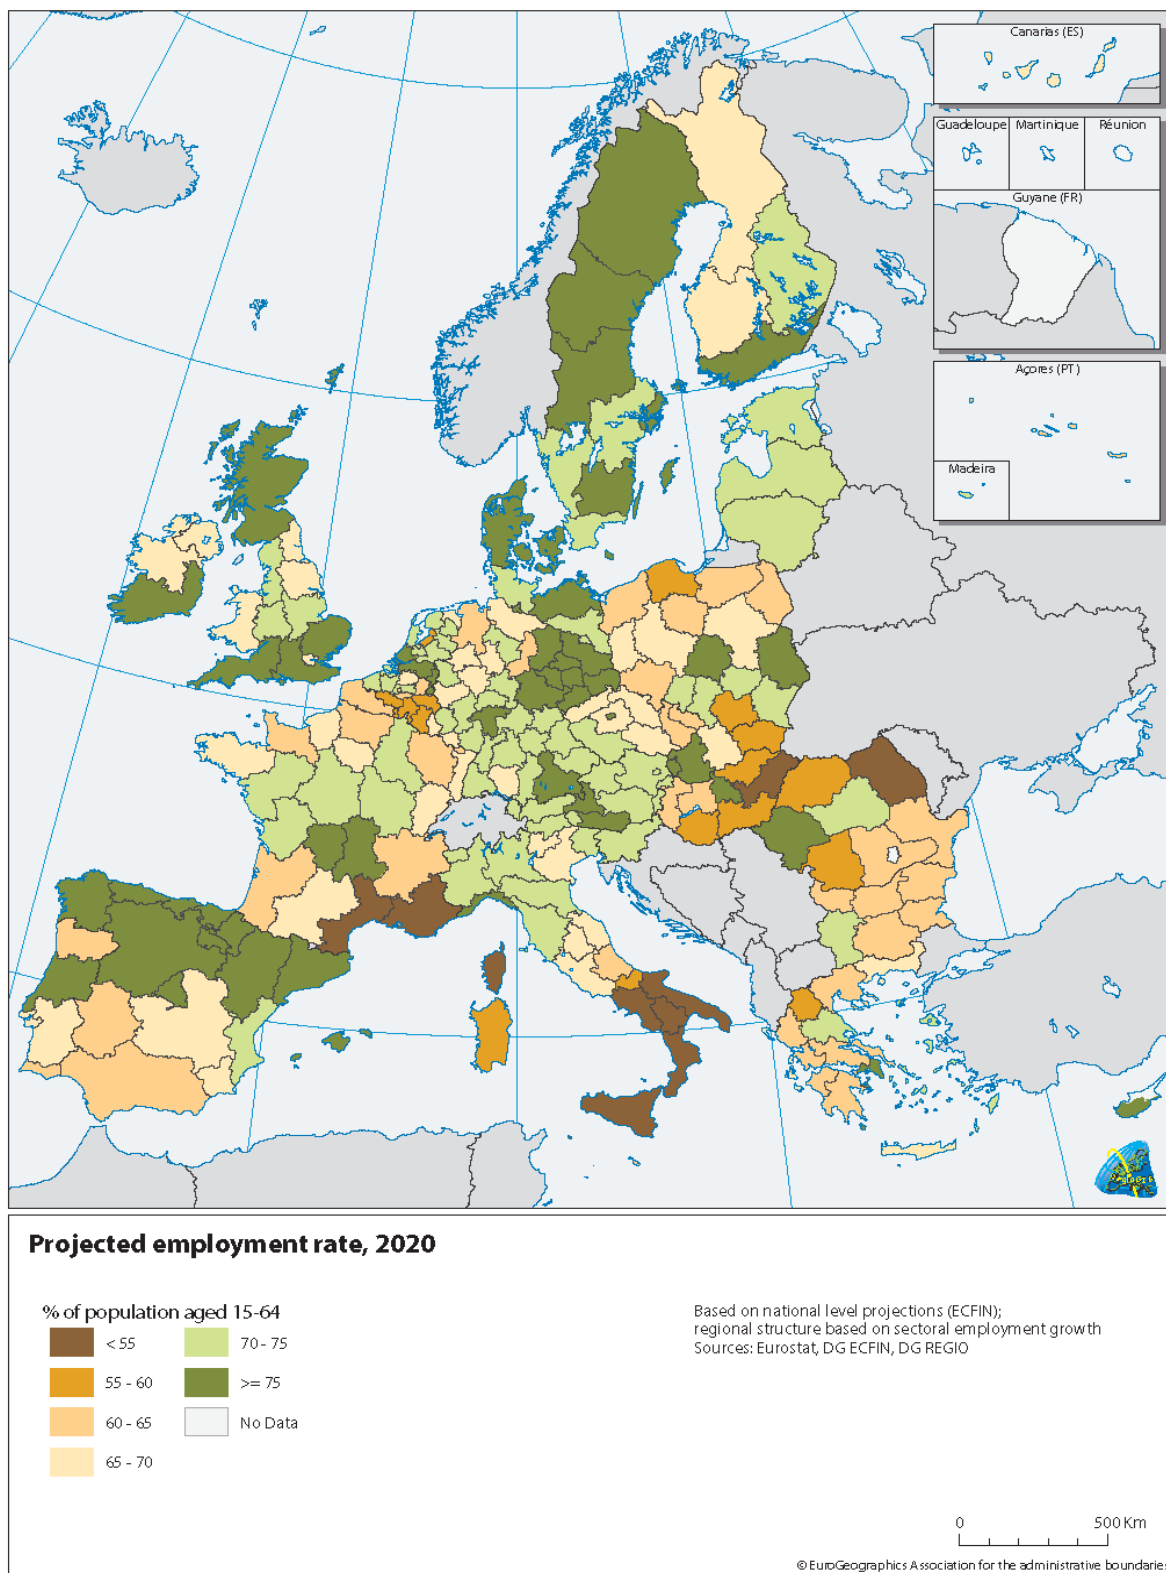 Canarias (ES)
Guadeloupe
Martinique
Réunion
Guyane (FR)
Açores (PT)
Madeira
Projected employment rate, 2020
% of population aged 15-64
< 55
70 - 75
55 - 60
>= 75
60 - 65
No Data
65 - 70
Based on national level projections (ECFIN);
regional structure based on sectoral employment growth
Sources: Eurostat, DG ECFIN, DG REGIO
0
500 Km
© EuroGeographics Association for the administrative boundaries